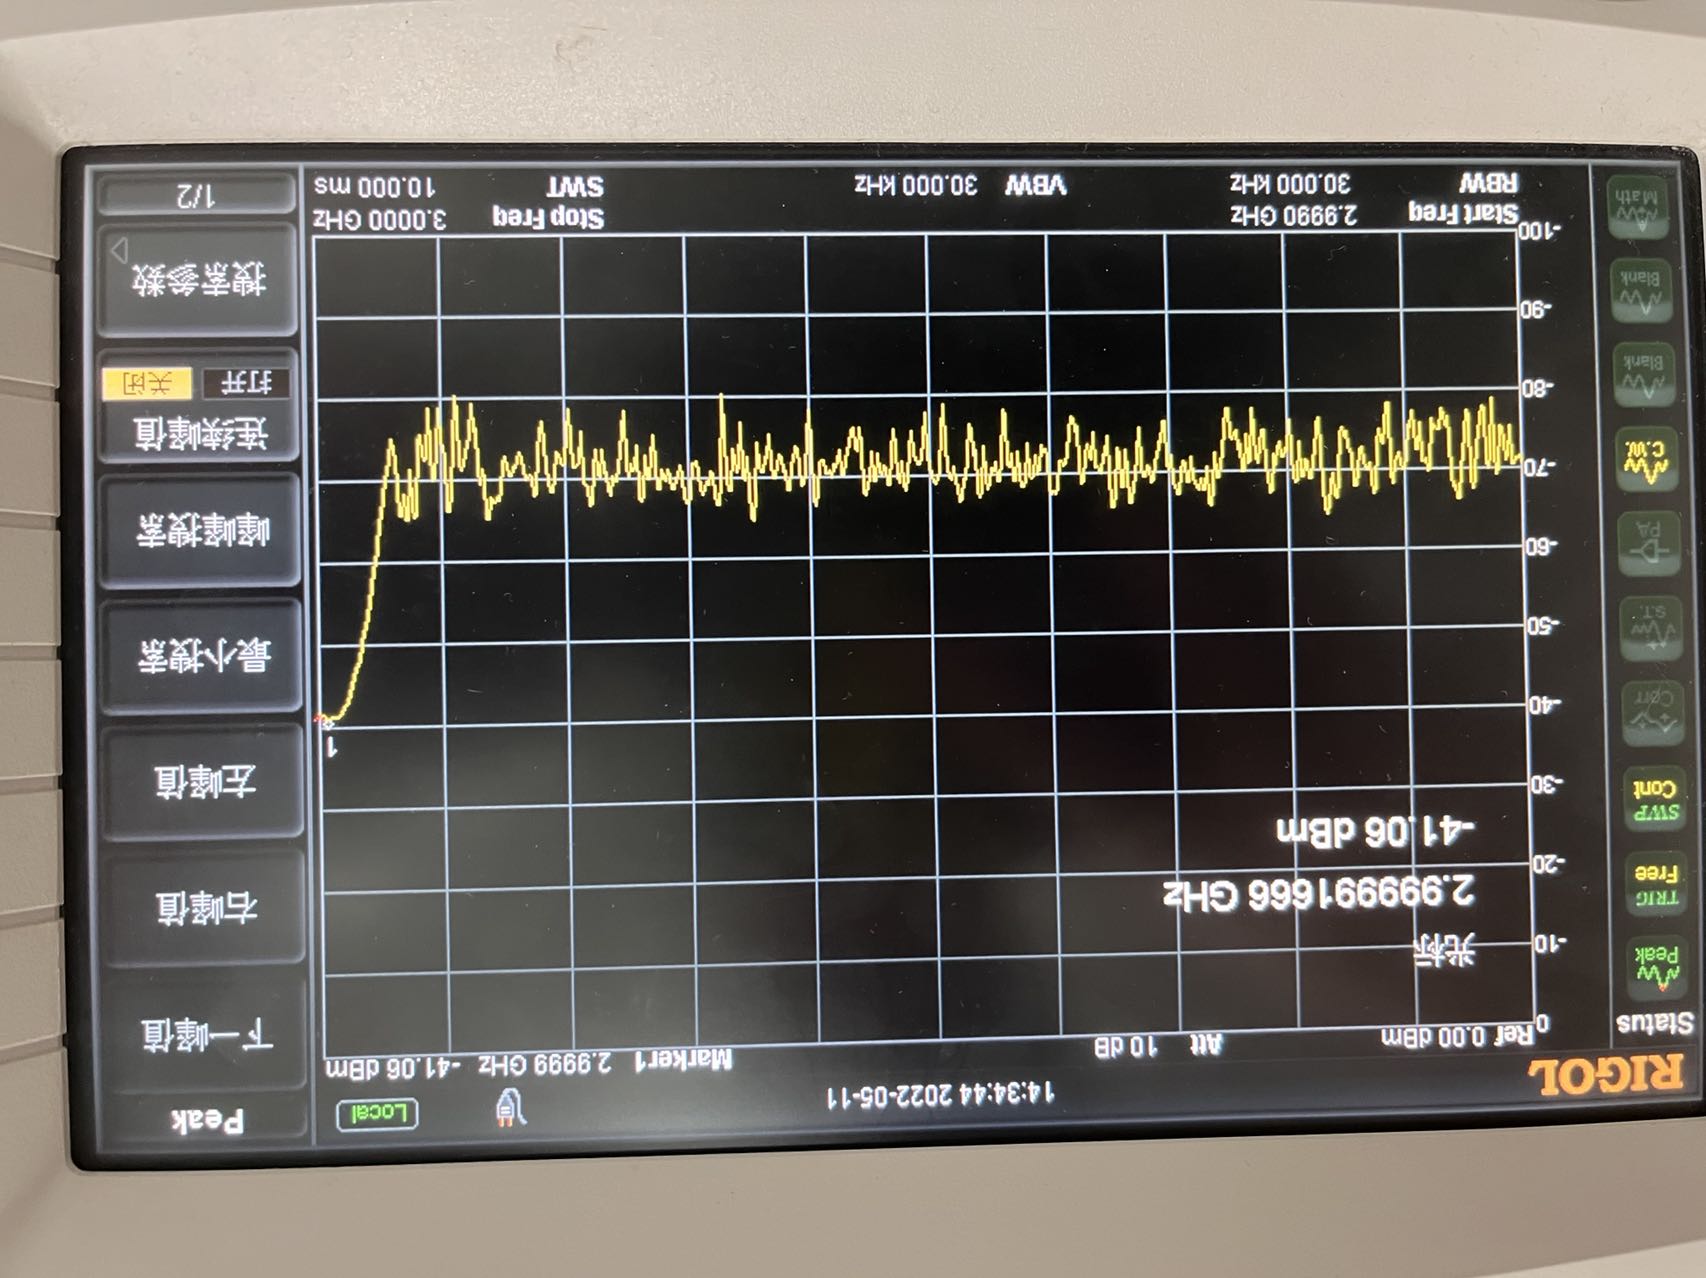 RIGOL
14:34:44 2022-05-11
Local
Peak
Status
Ref 0.00 dBm
Att 10 dB
Marker1 2.9999 GHz -41.06 dBm
Peak
TRIG
Free
SWP
Cont
Corr
S.T.
PA
C.W.
Blank
Blank
Math
0
-10
-20
-30
-40
-50
-60
-70
-80
-90
-100
光标
2.999991666 GHz
-41.06 dBm
1
Start Freq 2.9990 GHz
Stop Freq 3.0000 GHz
RBW 30.000 kHz
VBW 30.000 kHz
SWT 10.000 ms
下一峰值
右峰值
左峰值
最小搜索
峰峰搜索
连续峰值
打开 关闭
搜索参数
1/2